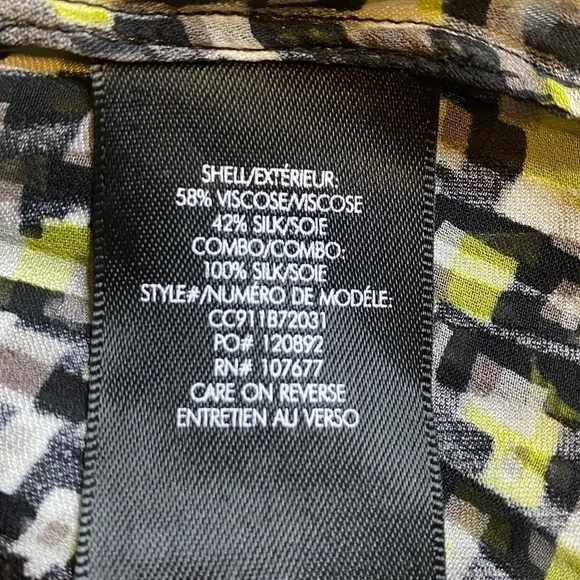 SHELL/EXTÉRIEUR:
58% VISCOSE/VISCOSE
42% SILK/SOIE
COMBO/COMBO:
100% SILK/SOIE
STYLE#/NUMÉRO DE MODÉLE:
CC911B72031
PO# 120892
RN# 107677
CARE ON REVERSE
ENTRETIEN AU VERSO